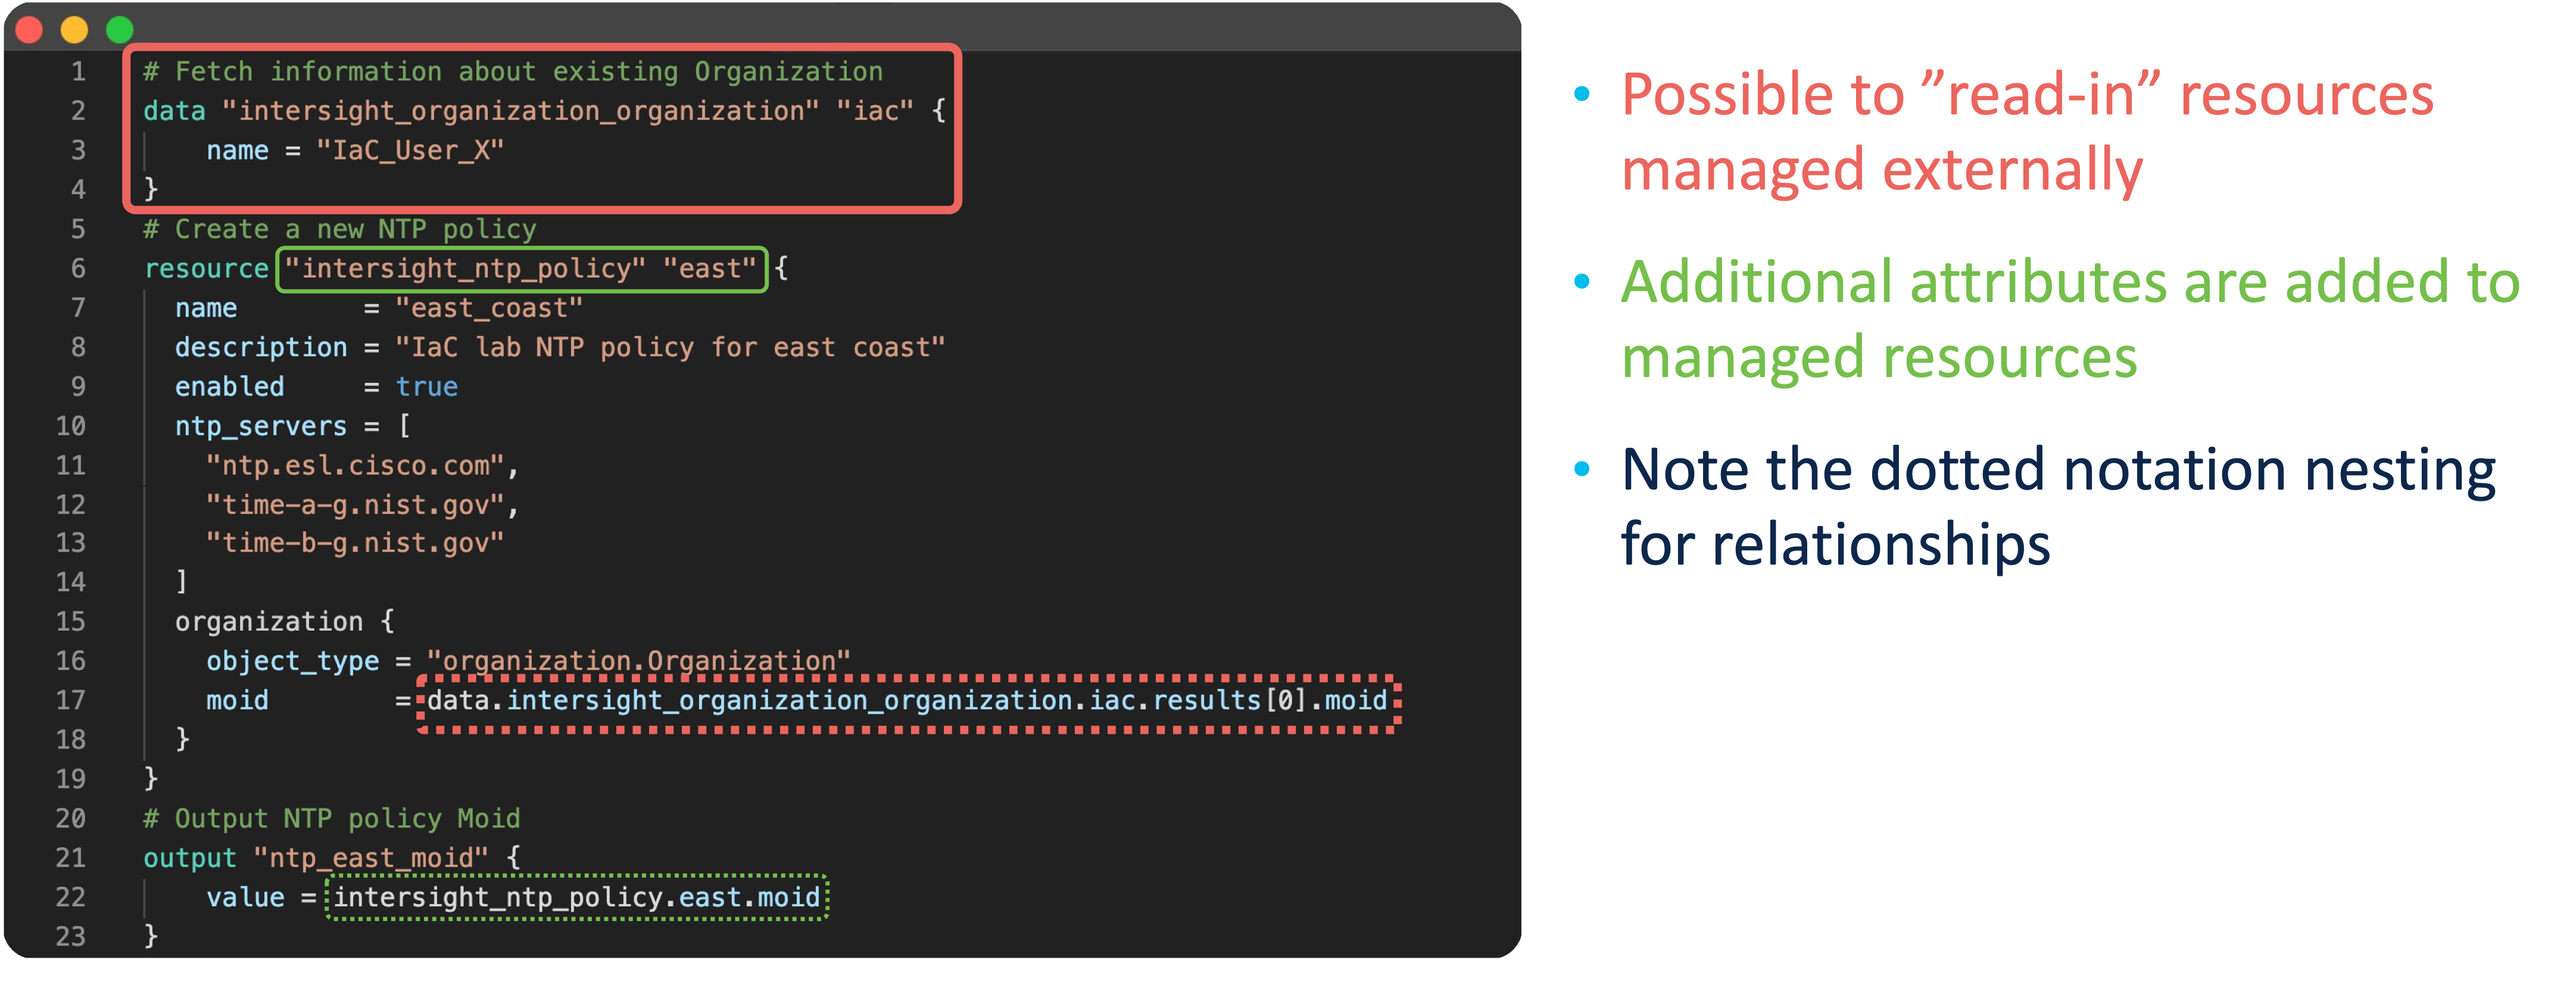 1 # Fetch information about existing Organization
2 data "intersight_organization_organization" "iac" {
3 name = "IaC_User_X"
4 }
5 # Create a new NTP policy
6 resource "intersight_ntp_policy" "east" {
7 name = "east_coast"
8 description = "IaC lab NTP policy for east coast"
9 enabled = true
10 ntp_servers = [
11 "ntp.esl.cisco.com",
12 "time-a-g.nist.gov",
13 "time-b-g.nist.gov"
14 ]
15 organization {
16 object_type = "organization.Organization"
17 moid = data.intersight_organization_organization.iac.results[0].moid
18 }
19 }
20 # Output NTP policy Moid
21 output "ntp_east_moid" {
22 value = intersight_ntp_policy.east.moid
23 }
• Possible to ”read-in” resources
managed externally
• Additional attributes are added to
managed resources
• Note the dotted notation nesting
for relationships